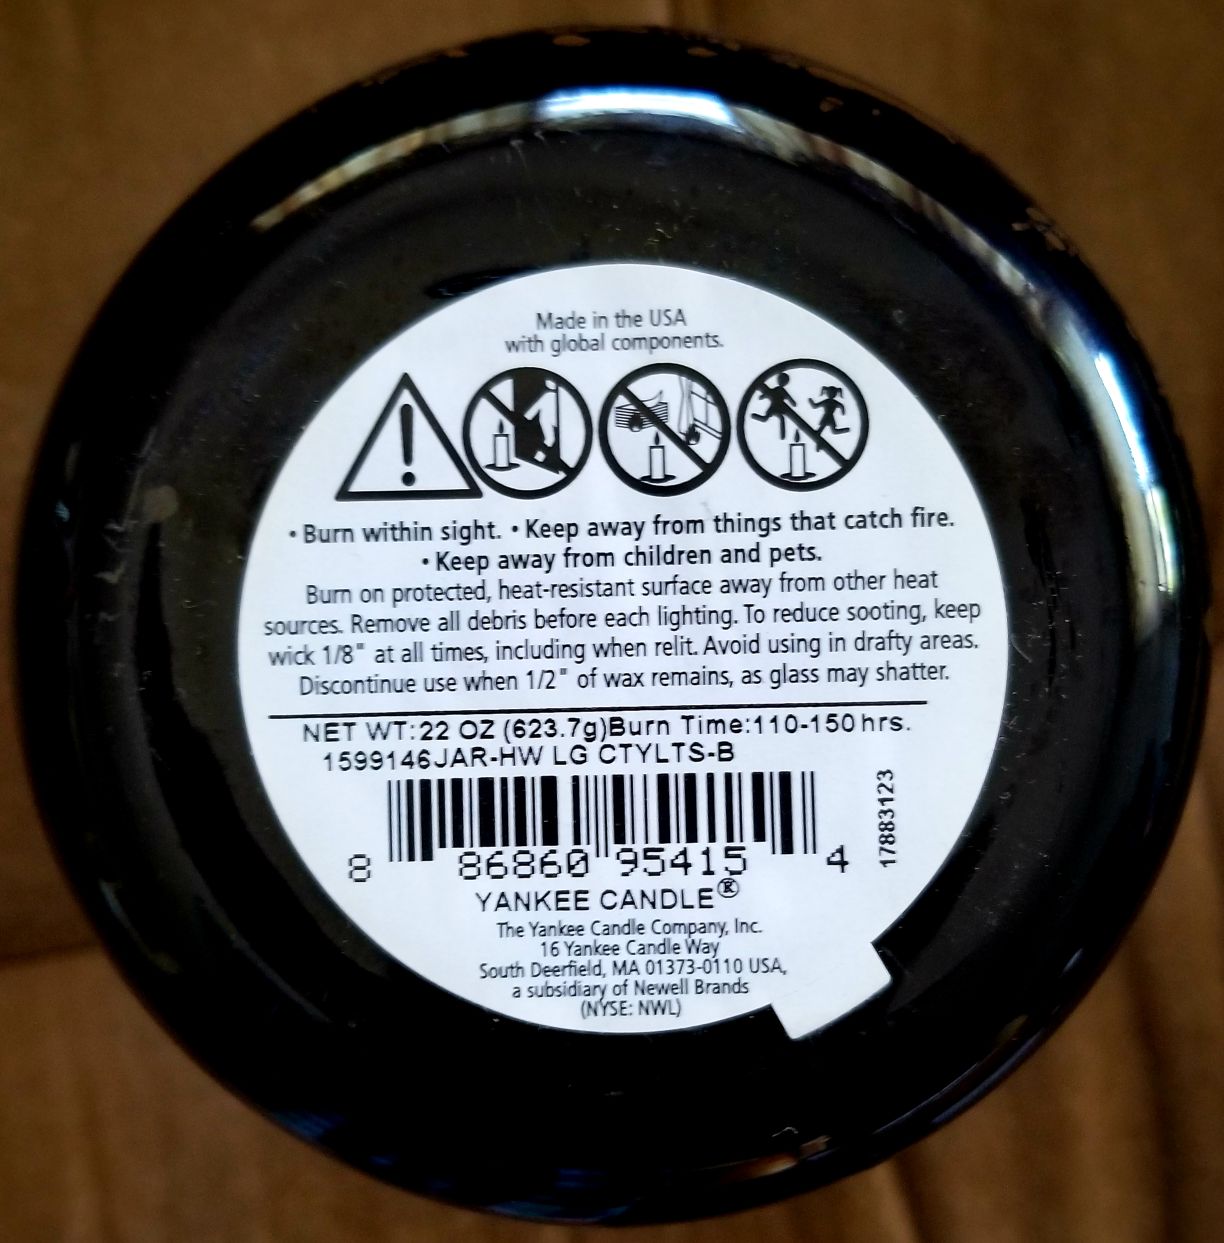 Made in the USA
with global components.
• Burn within sight. • Keep away from things that catch fire.
• Keep away from children and pets.
Burn on protected, heat-resistant surface away from other heat
sources. Remove all debris before each lighting. To reduce sooting, keep
wick 1/8" at all times, including when relit. Avoid using in drafty areas.
Discontinue use when 1/2" of wax remains, as glass may shatter.
NET WT:22 OZ (623.7g)Burn Time:110-150 hrs.
1599146JAR-HW LG CTYLTS-B
17883123
8 86860 95415 4
YANKEE CANDLE®
The Yankee Candle Company, Inc.
16 Yankee Candle Way
South Deerfield, MA 01373-0110 USA,
a subsidiary of Newell Brands
(NYSE: NWL)